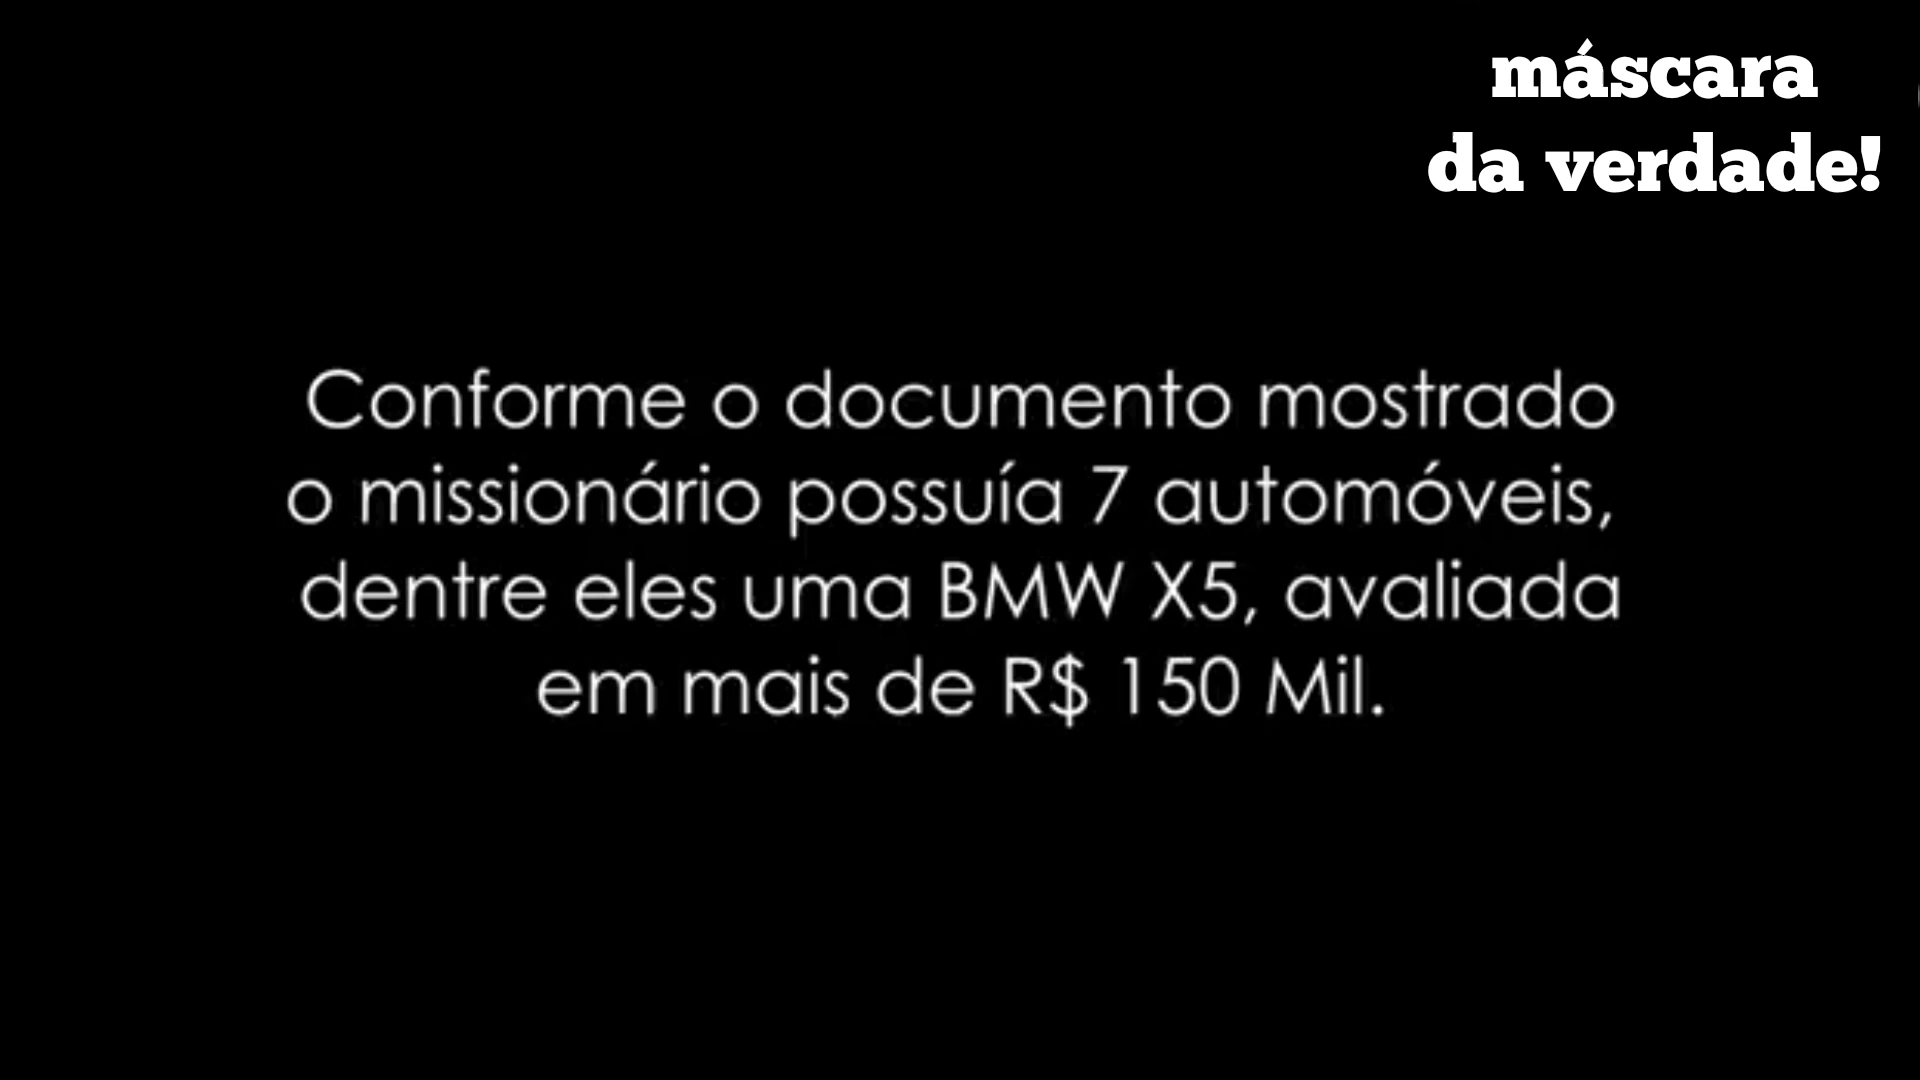 máscara
da verdade!
Conforme o documento mostrado
o missionário possuía 7 automóveis,
dentre eles uma BMW X5, avaliada
em mais de R$ 150 Mil.